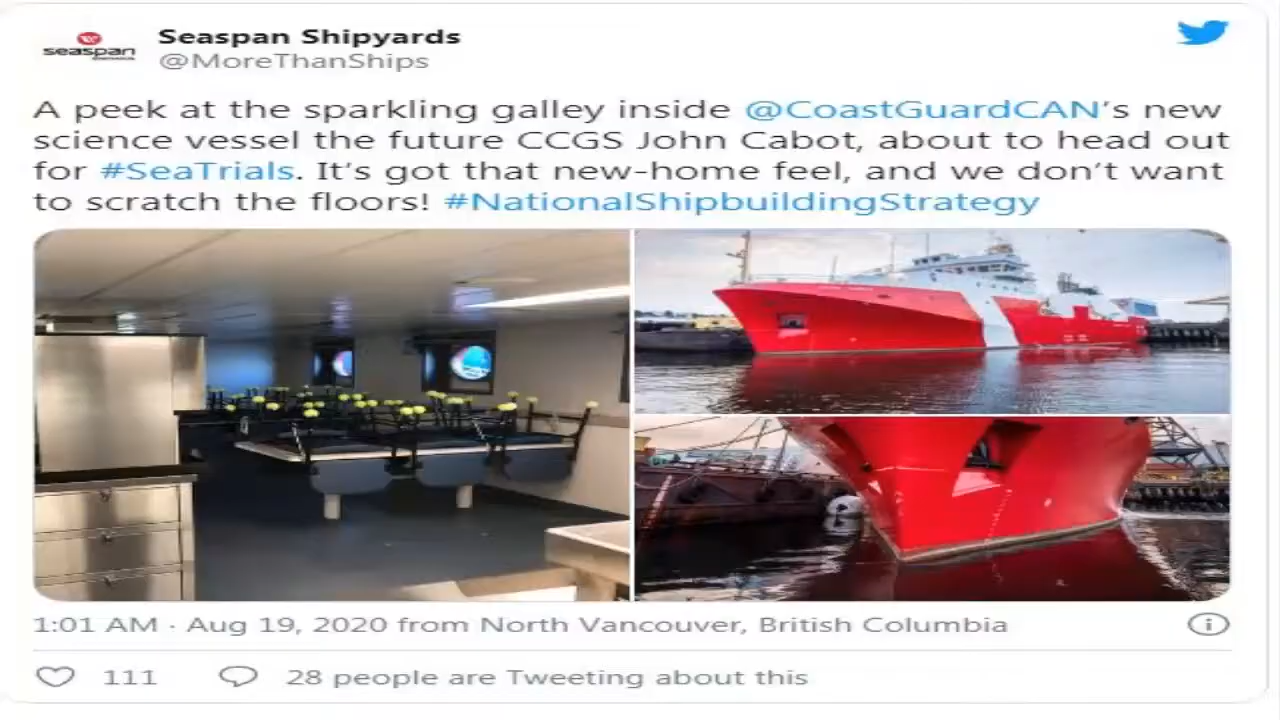 seaspan
Seaspan Shipyards
@MoreThanShips
A peek at the sparkling galley inside @CoastGuardCAN's new
science vessel the future CCGS John Cabot, about to head out
for #SeaTrials. It's got that new-home feel, and we don't want
to scratch the floors! #NationalShipbuildingStrategy
1:01 AM · Aug 19, 2020 from North Vancouver, British Columbia
111
28 people are Tweeting about this